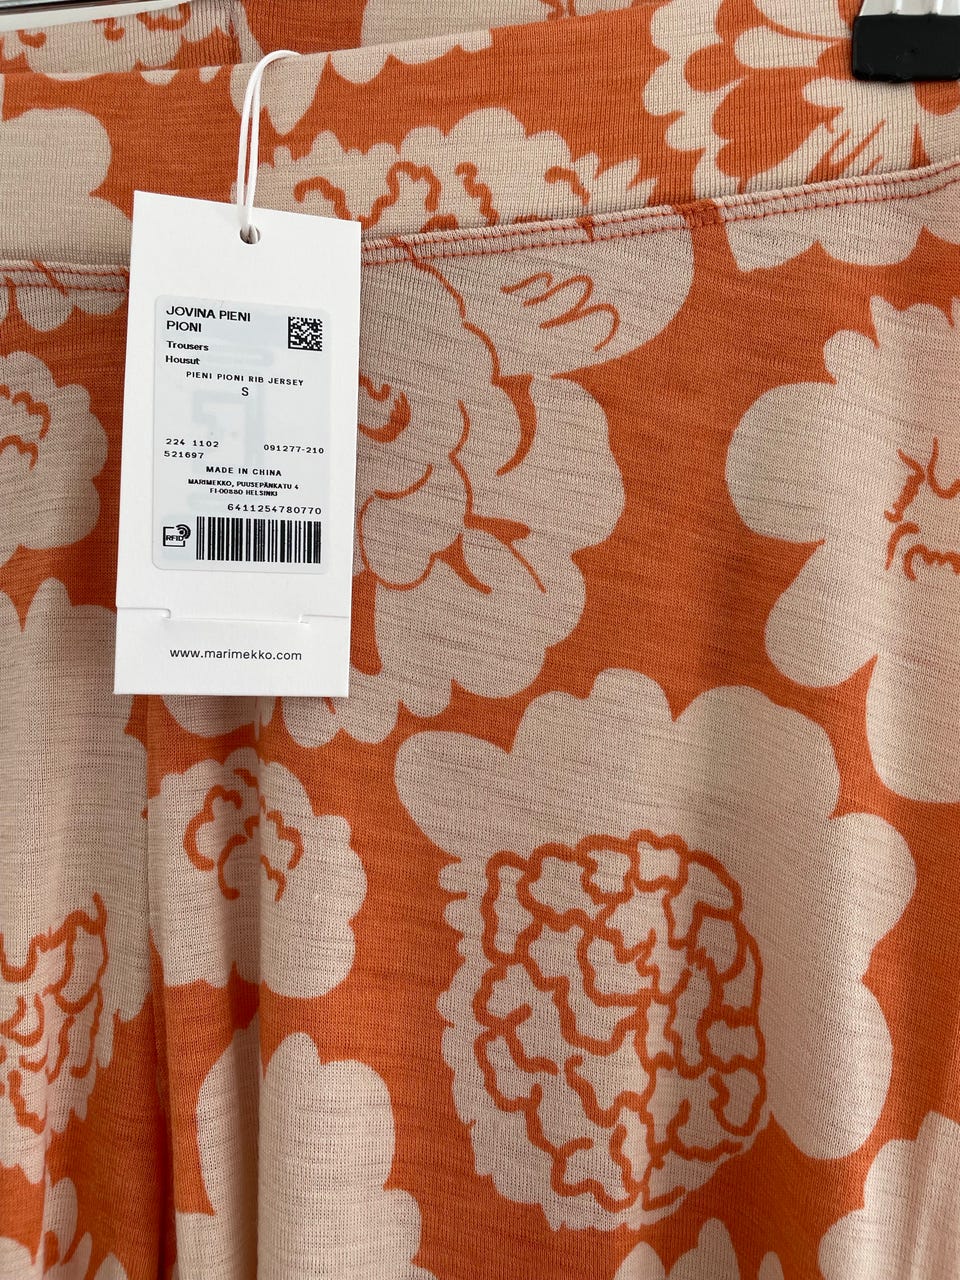 JOVINA PIENI
PIONI
Trousers
Housut
PIENI PIONI RIB JERSEY
S
224 1102
091277-210
521697
MADE IN CHINA
MARIMEKKO, PUUSEPÄNKATU 4
FI-00880 HELSINKI
6411254780770
RFID
www.marimekko.com